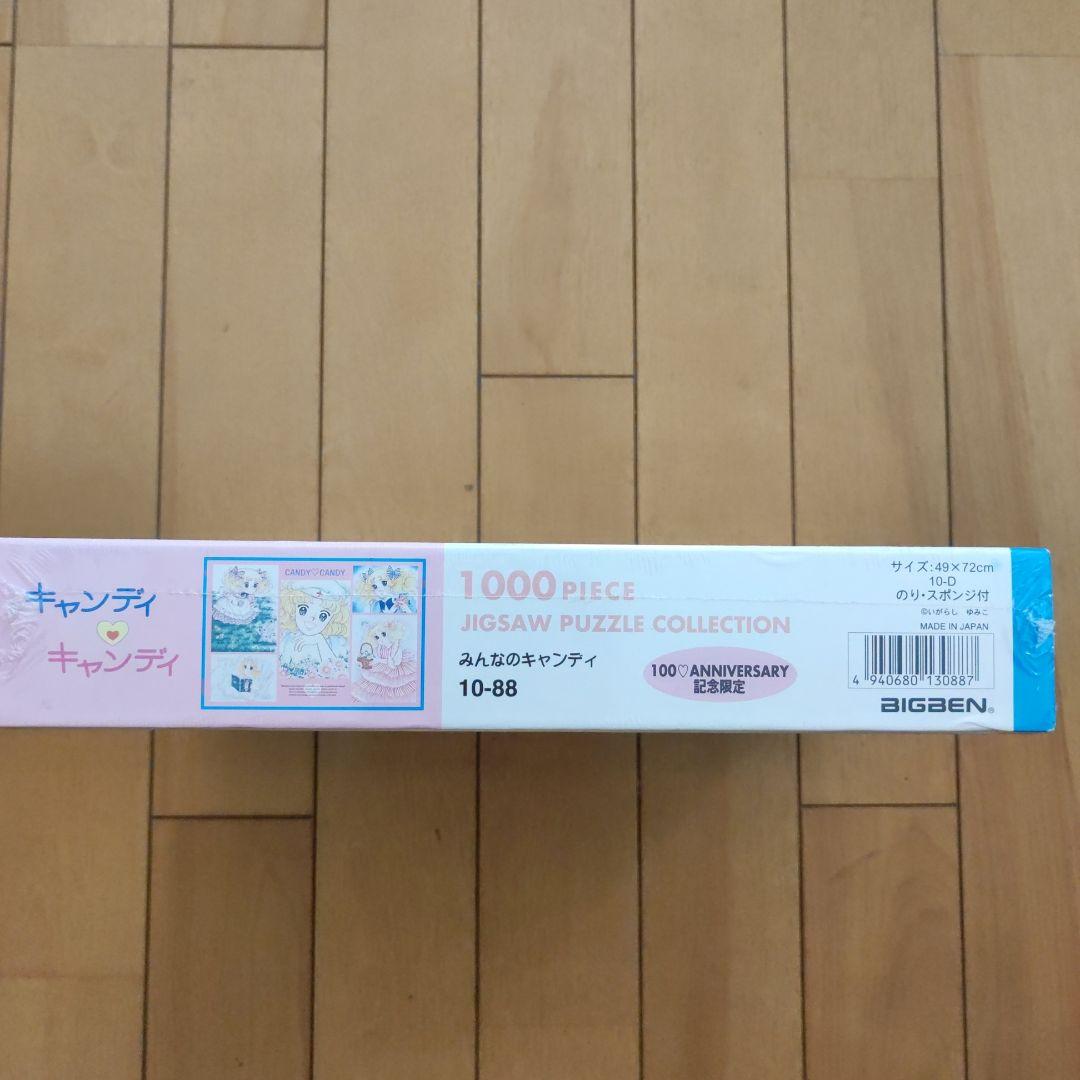 キャンディ
キャンディ
CANDY♡CANDY
1000 PIECE
JIGSAW PUZZLE COLLECTION
みんなのキャンディ
10-88
100♡ANNIVERSARY
記念限定
サイズ:49×72cm
10-D
のり・スポンジ付
©いがらし ゆみこ
MADE IN JAPAN
4 940680 130887
BIGBEN®